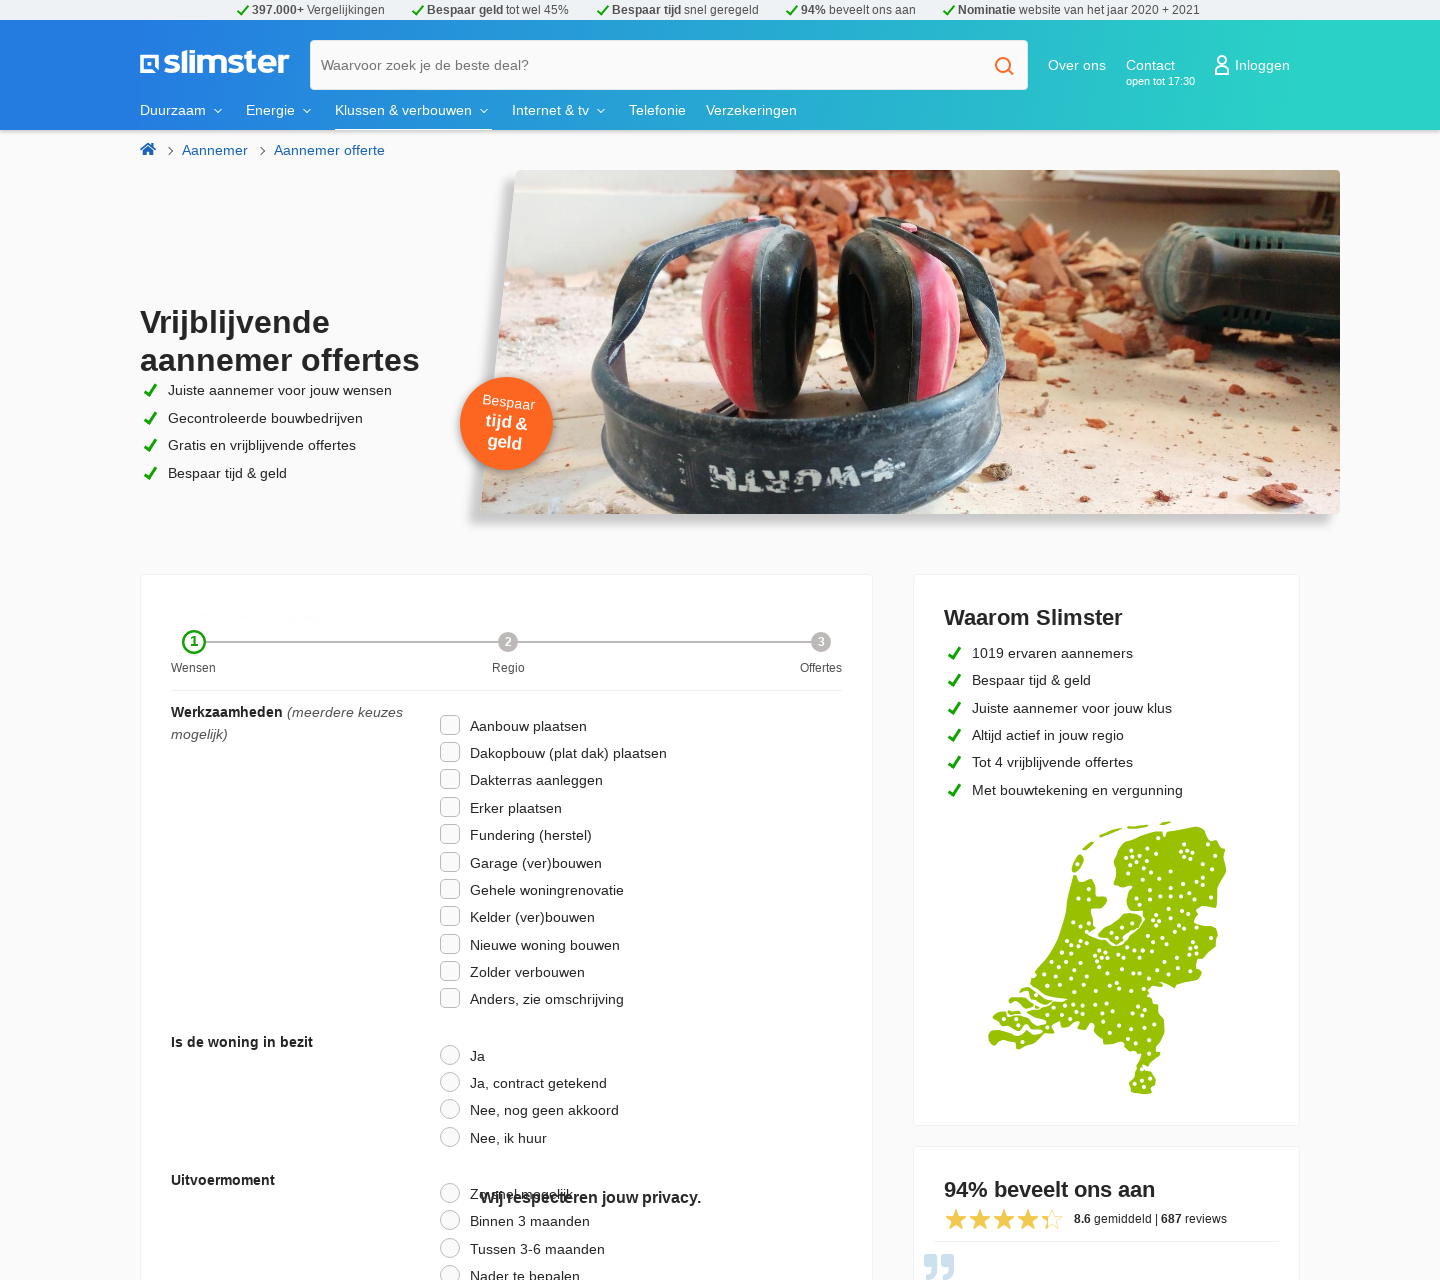 397.000+ Vergelijkingen
Bespaar geld tot wel 45%
Bespaar tijd snel geregeld
94% beveelt ons aan
Nominatie website van het jaar 2020 + 2021
slimster
Waarvoor zoek je de beste deal?
Over ons
Contact
open tot 17:30
Inloggen
Duurzaam
Energie
Klussen & verbouwen
Internet & tv
Telefonie
Verzekeringen
Aannemer
Aannemer offerte
Vrijblijvende
aannemer offertes
Juiste aannemer voor jouw wensen
Gecontroleerde bouwbedrijven
Gratis en vrijblijvende offertes
Bespaar tijd & geld
Bespaar
tijd &
geld
WÜRTH
1
Wensen
2
Regio
3
Offertes
Werkzaamheden (meerdere keuzes
mogelijk)
Aanbouw plaatsen
Dakopbouw (plat dak) plaatsen
Dakterras aanleggen
Erker plaatsen
Fundering (herstel)
Garage (ver)bouwen
Gehele woningrenovatie
Kelder (ver)bouwen
Nieuwe woning bouwen
Zolder verbouwen
Anders, zie omschrijving
Is de woning in bezit
Ja
Ja, contract getekend
Nee, nog geen akkoord
Nee, ik huur
Uitvoermoment
Zo snel mogelijk
Wij respecteren jouw privacy.
Binnen 3 maanden
Tussen 3-6 maanden
Nader te bepalen
Waarom Slimster
1019 ervaren aannemers
Bespaar tijd & geld
Juiste aannemer voor jouw klus
Altijd actief in jouw regio
Tot 4 vrijblijvende offertes
Met bouwtekening en vergunning
94% beveelt ons aan
8.6 gemiddeld | 687 reviews